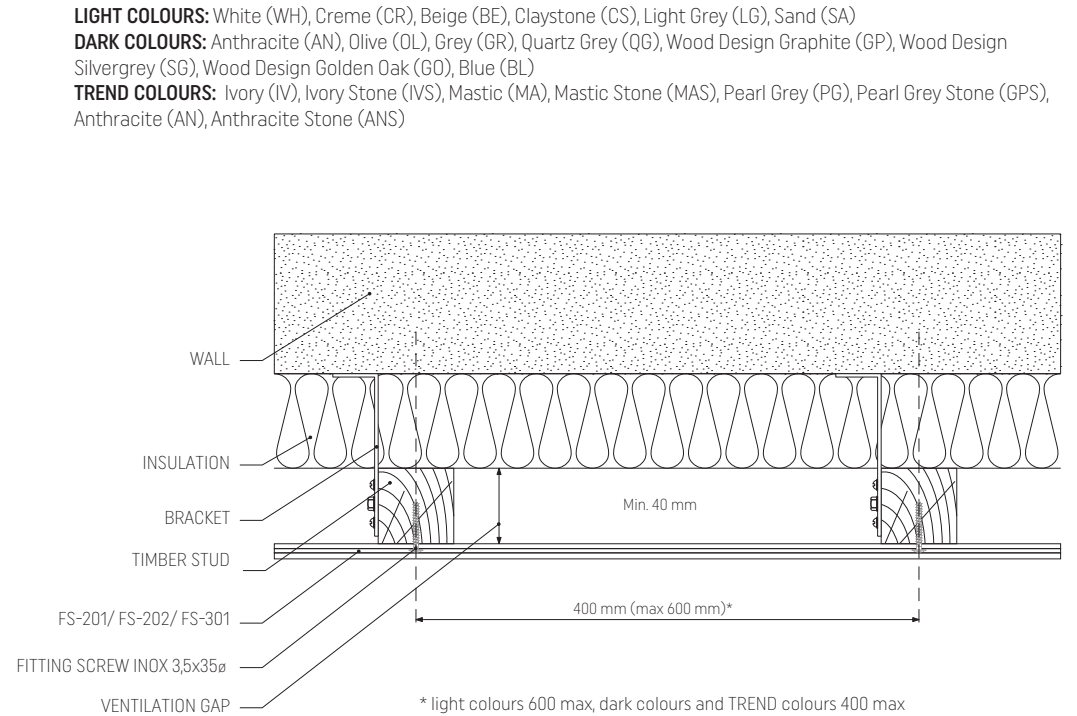 LIGHT COLOURS: White (WH), Creme (CR), Beige (BE), Claystone (CS), Light Grey (LG), Sand (SA)
DARK COLOURS: Anthracite (AN), Olive (OL), Grey (GR), Quartz Grey (QG), Wood Design Graphite (GP), Wood Design
Silvergrey (SG), Wood Design Golden Oak (GO), Blue (BL)
TREND COLOURS: Ivory (IV), Ivory Stone (IVS), Mastic (MA), Mastic Stone (MAS), Pearl Grey (PG), Pearl Grey Stone (GPS),
Anthracite (AN), Anthracite Stone (ANS)
WALL
INSULATION
Min. 40 mm
BRACKET
TIMBER STUD
400 mm (max 600 mm)*
FS-201/ FS-202/ FS-301
FITTING SCREW INOX 3,5x35ø
VENTILATION GAP
* light colours 600 max, dark colours and TREND colours 400 max